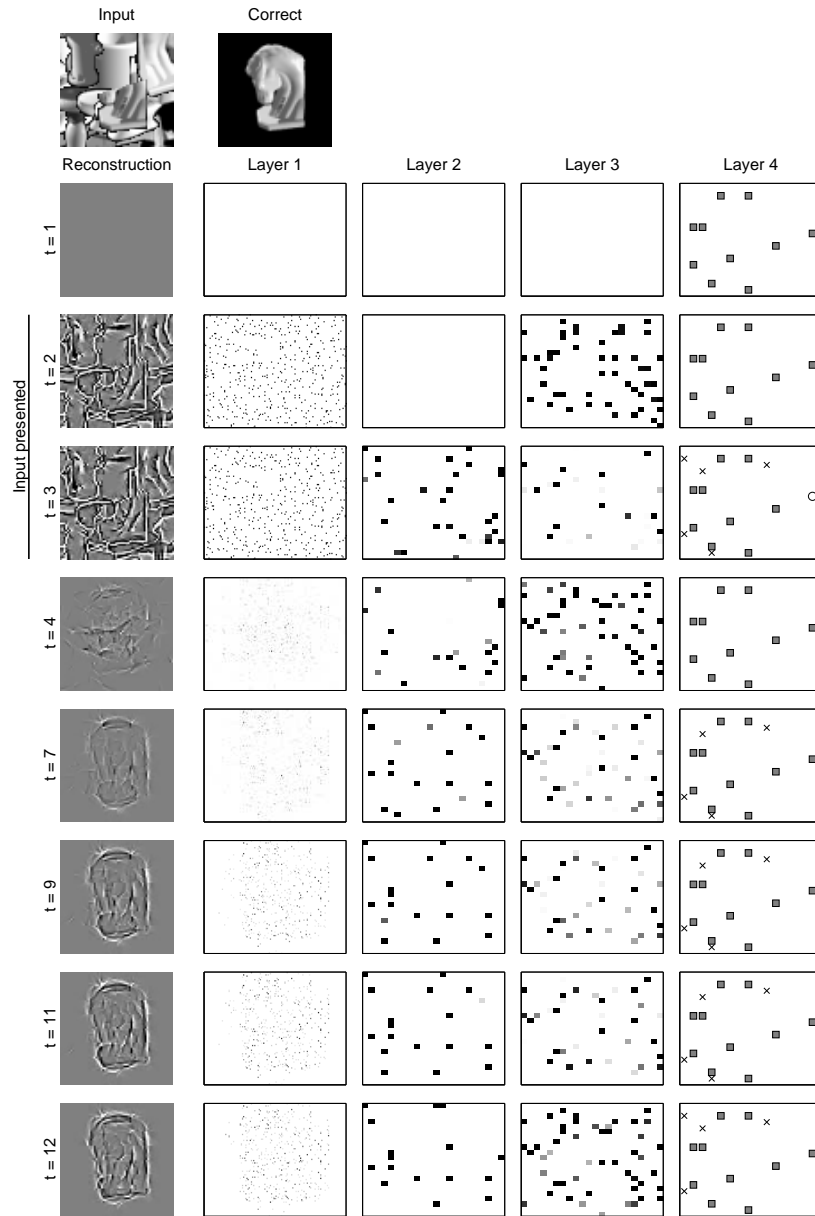 Input Correct
Reconstruction Layer 1 Layer 2 Layer 3 Layer 4
t = 1
Input presented
t = 2
t = 3
t = 4
t = 7
t = 9
t = 11
t = 12